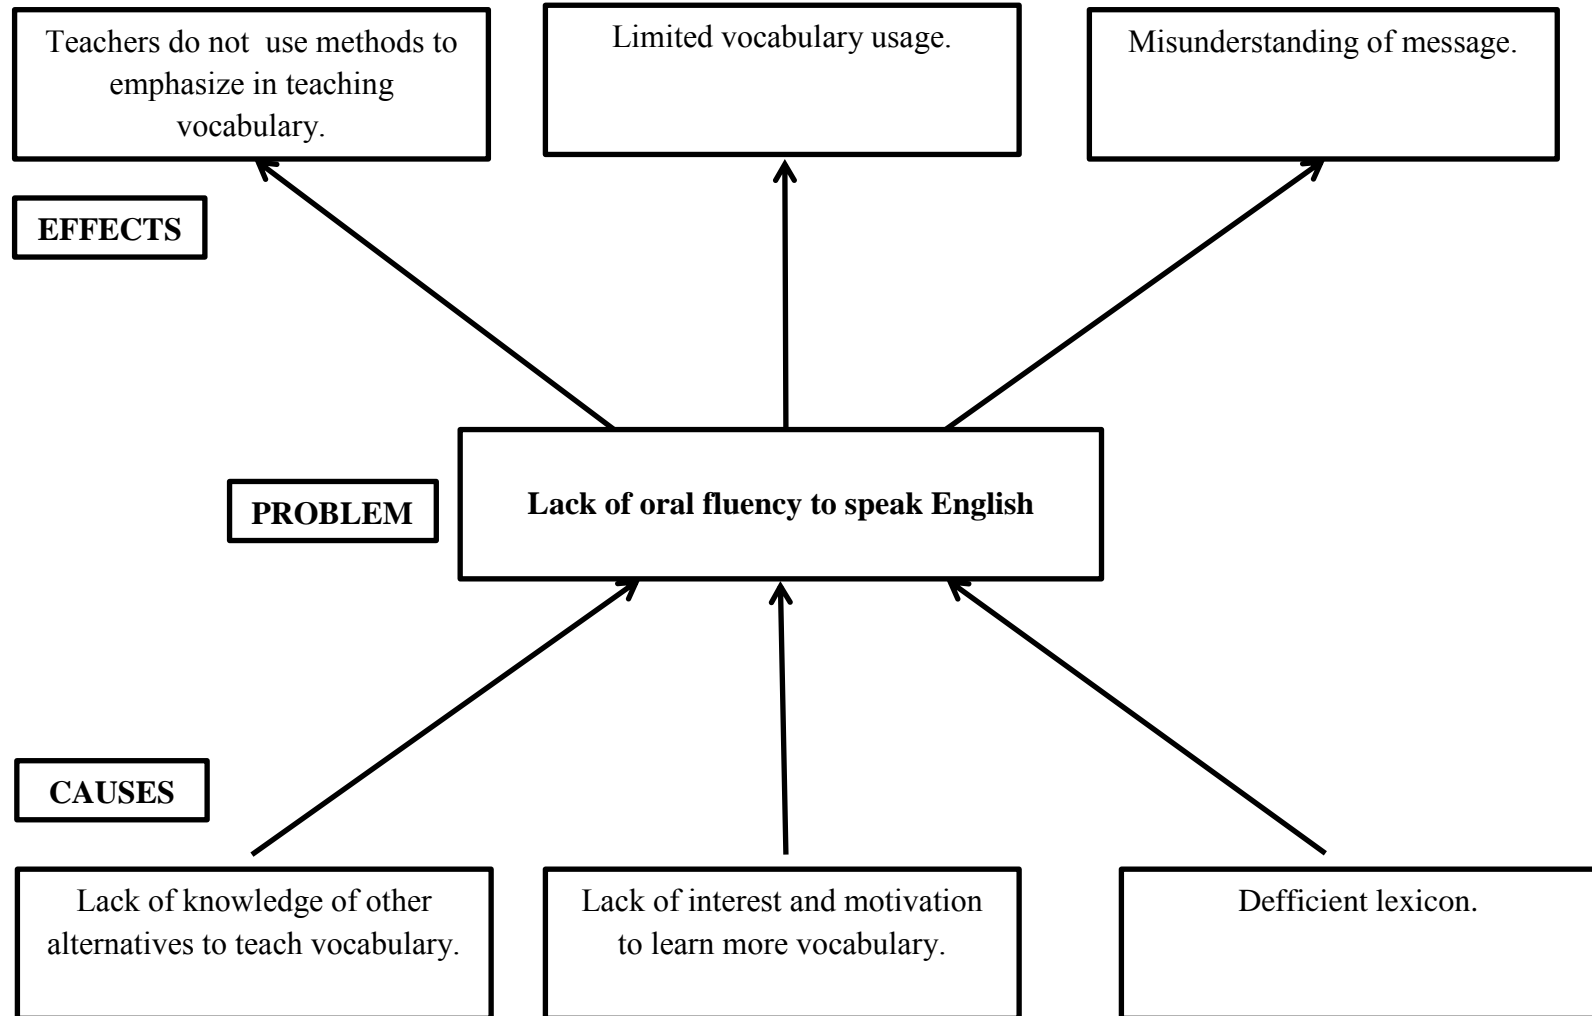 Teachers do not  use methods to
emphasize in teaching
vocabulary.
Limited vocabulary usage.
Misunderstanding of message.
EFFECTS
PROBLEM
Lack of oral fluency to speak English
CAUSES
Lack of knowledge of other
alternatives to teach vocabulary.
Lack of interest and motivation
to learn more vocabulary.
Defficient lexicon.